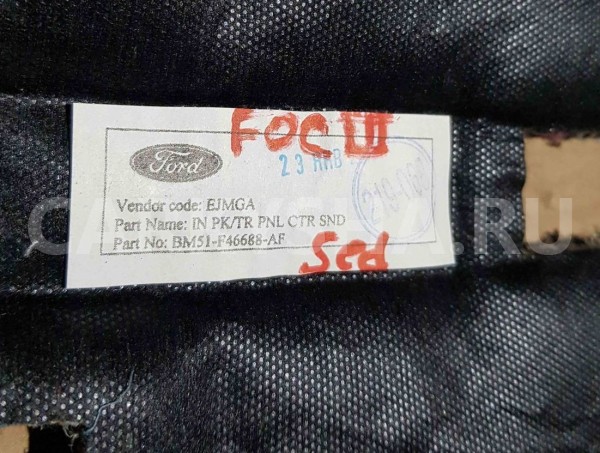 FOC III
Ford
23 ЯНВ
Vendor code: EJMGA
Part Name: IN PK/TR PNL CTR SND
Part No: BM51-F46688-AF
Sed